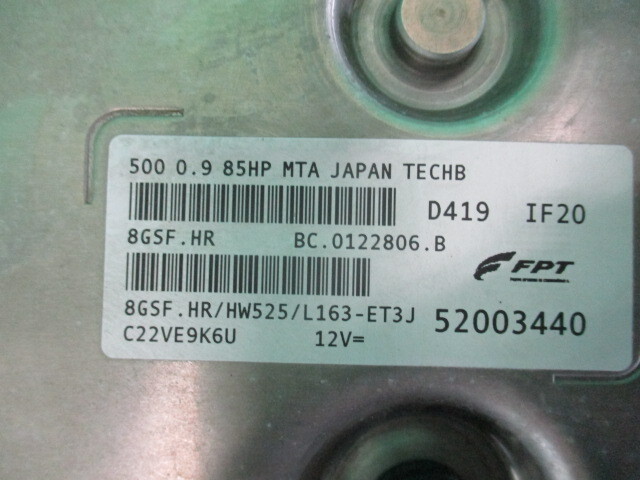 500 0.9 85HP MTA JAPAN TECHB
D419 IF20
8GSF.HR BC.0122806.B
FPT
8GSF.HR/HW525/L163-ET3J 52003440
C22VE9K6U 12V=